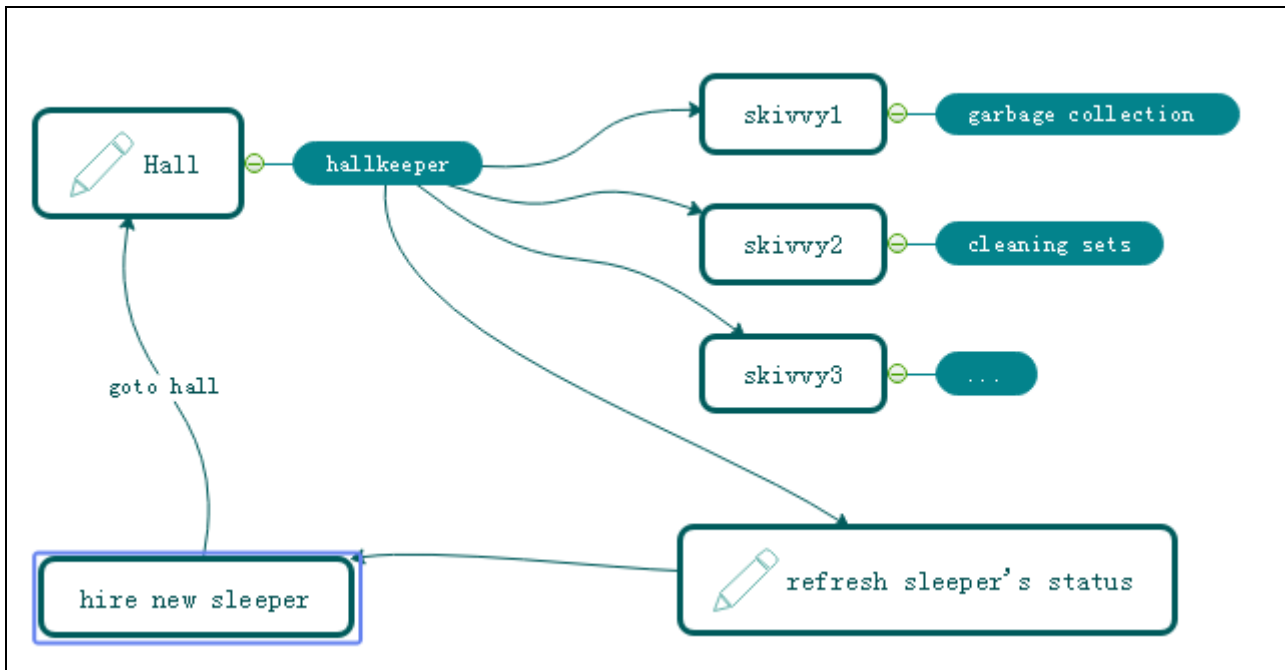 skivvy1
garbage collection
Hall
hallkeeper
skivvy2
cleaning sets
skivvy3
...
goto hall
refresh sleeper's status
hire new sleeper